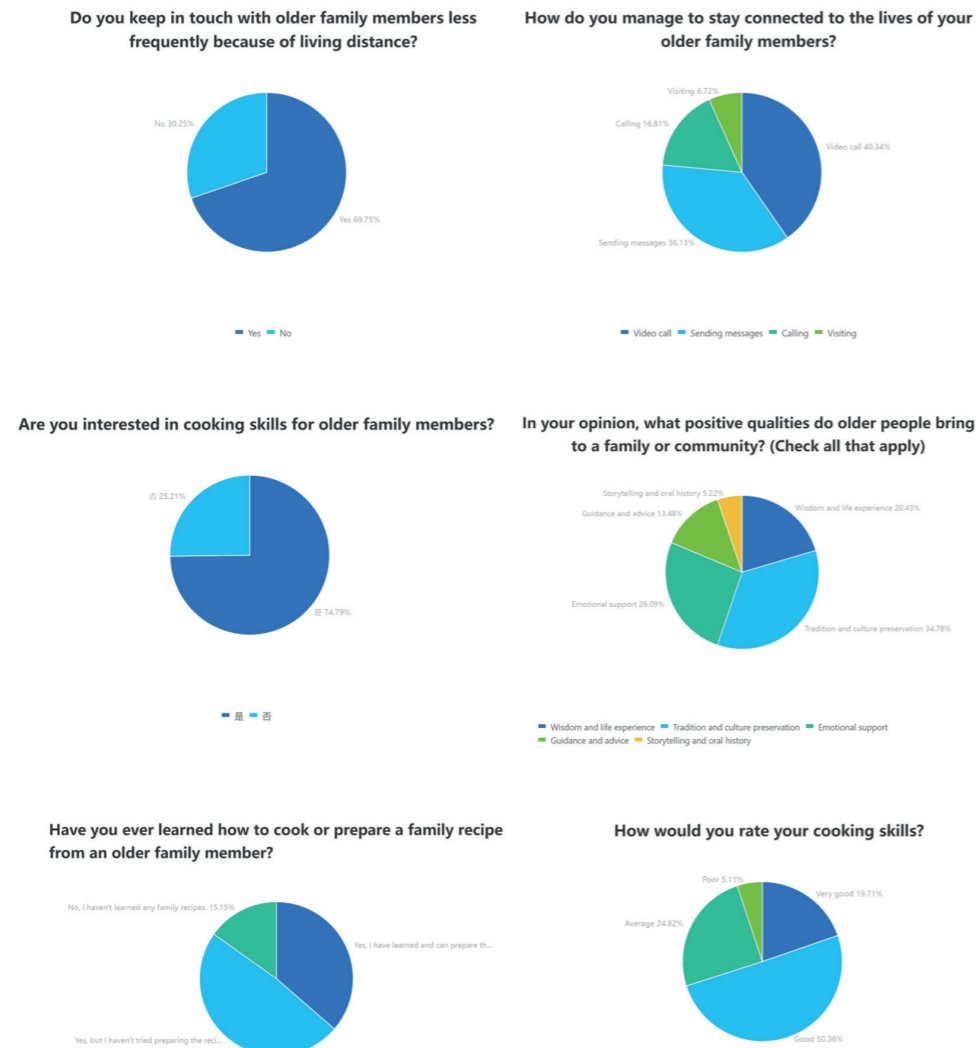 Do you keep in touch with older family members less
frequently because of living distance?
No 30.25%
Yes 69.75%
Yes No
How do you manage to stay connected to the lives of your
older family members?
Visiting 6.72%
Calling 16.81%
Video call 40.34%
Sending messages 36.13%
Video call Sending messages Calling Visiting
Are you interested in cooking skills for older family members?
否 25.21%
是 74.79%
是 否
In your opinion, what positive qualities do older people bring
to a family or community? (Check all that apply)
Storytelling and oral history 5.22%
Wisdom and life experience 20.43%
Guidance and advice 13.48%
Emotional support 26.09%
Tradition and culture preservation 34.78%
Wisdom and life experience Tradition and culture preservation Emotional support
Guidance and advice Storytelling and oral history
Have you ever learned how to cook or prepare a family recipe
from an older family member?
No, I haven't learned any family recipes. 15.15%
Yes, I have learned and can prepare th...
Yes, but I haven't tried preparing the reci...
How would you rate your cooking skills?
Poor 5.11%
Very good 19.71%
Average 24.82%
Good 50.36%